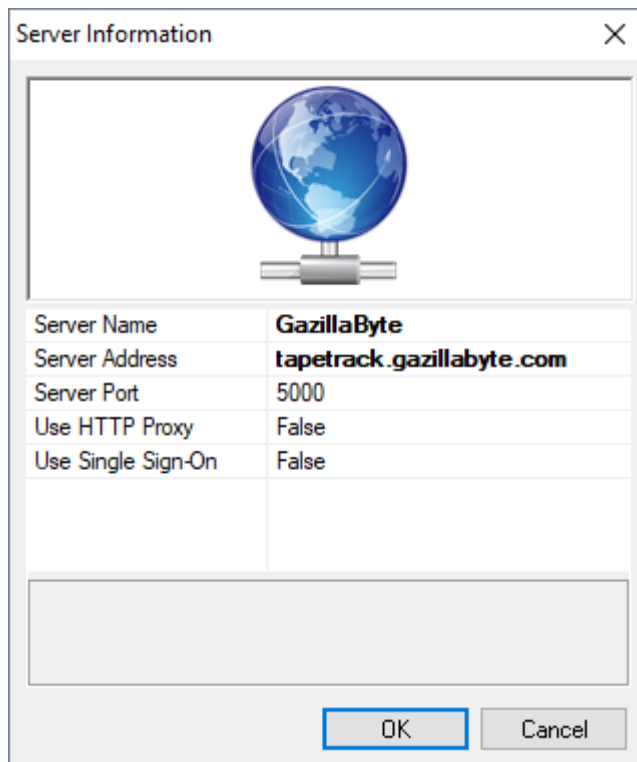 Server Information
Server Name GazillaByte
Server Address tapetrack.gazillabyte.com
Server Port 5000
Use HTTP Proxy False
Use Single Sign-On False
OK Cancel